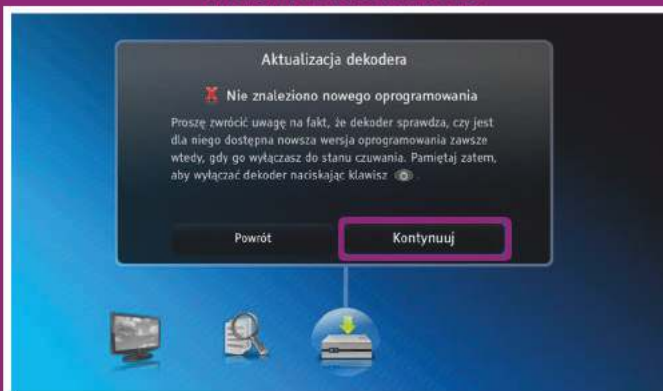 Aktualizacja dekodera
Nie znaleziono nowego oprogramowania
Proszę zwrócić uwagę na fakt, że dekoder sprawdza, czy jest
dla niego dostępna nowsza wersja oprogramowania zawsze
wtedy, gdy go wyłączasz do stanu czuwania. Pamiętaj zatem,
aby wyłączać dekoder naciskając klawisz .
Powrót Kontynuuj